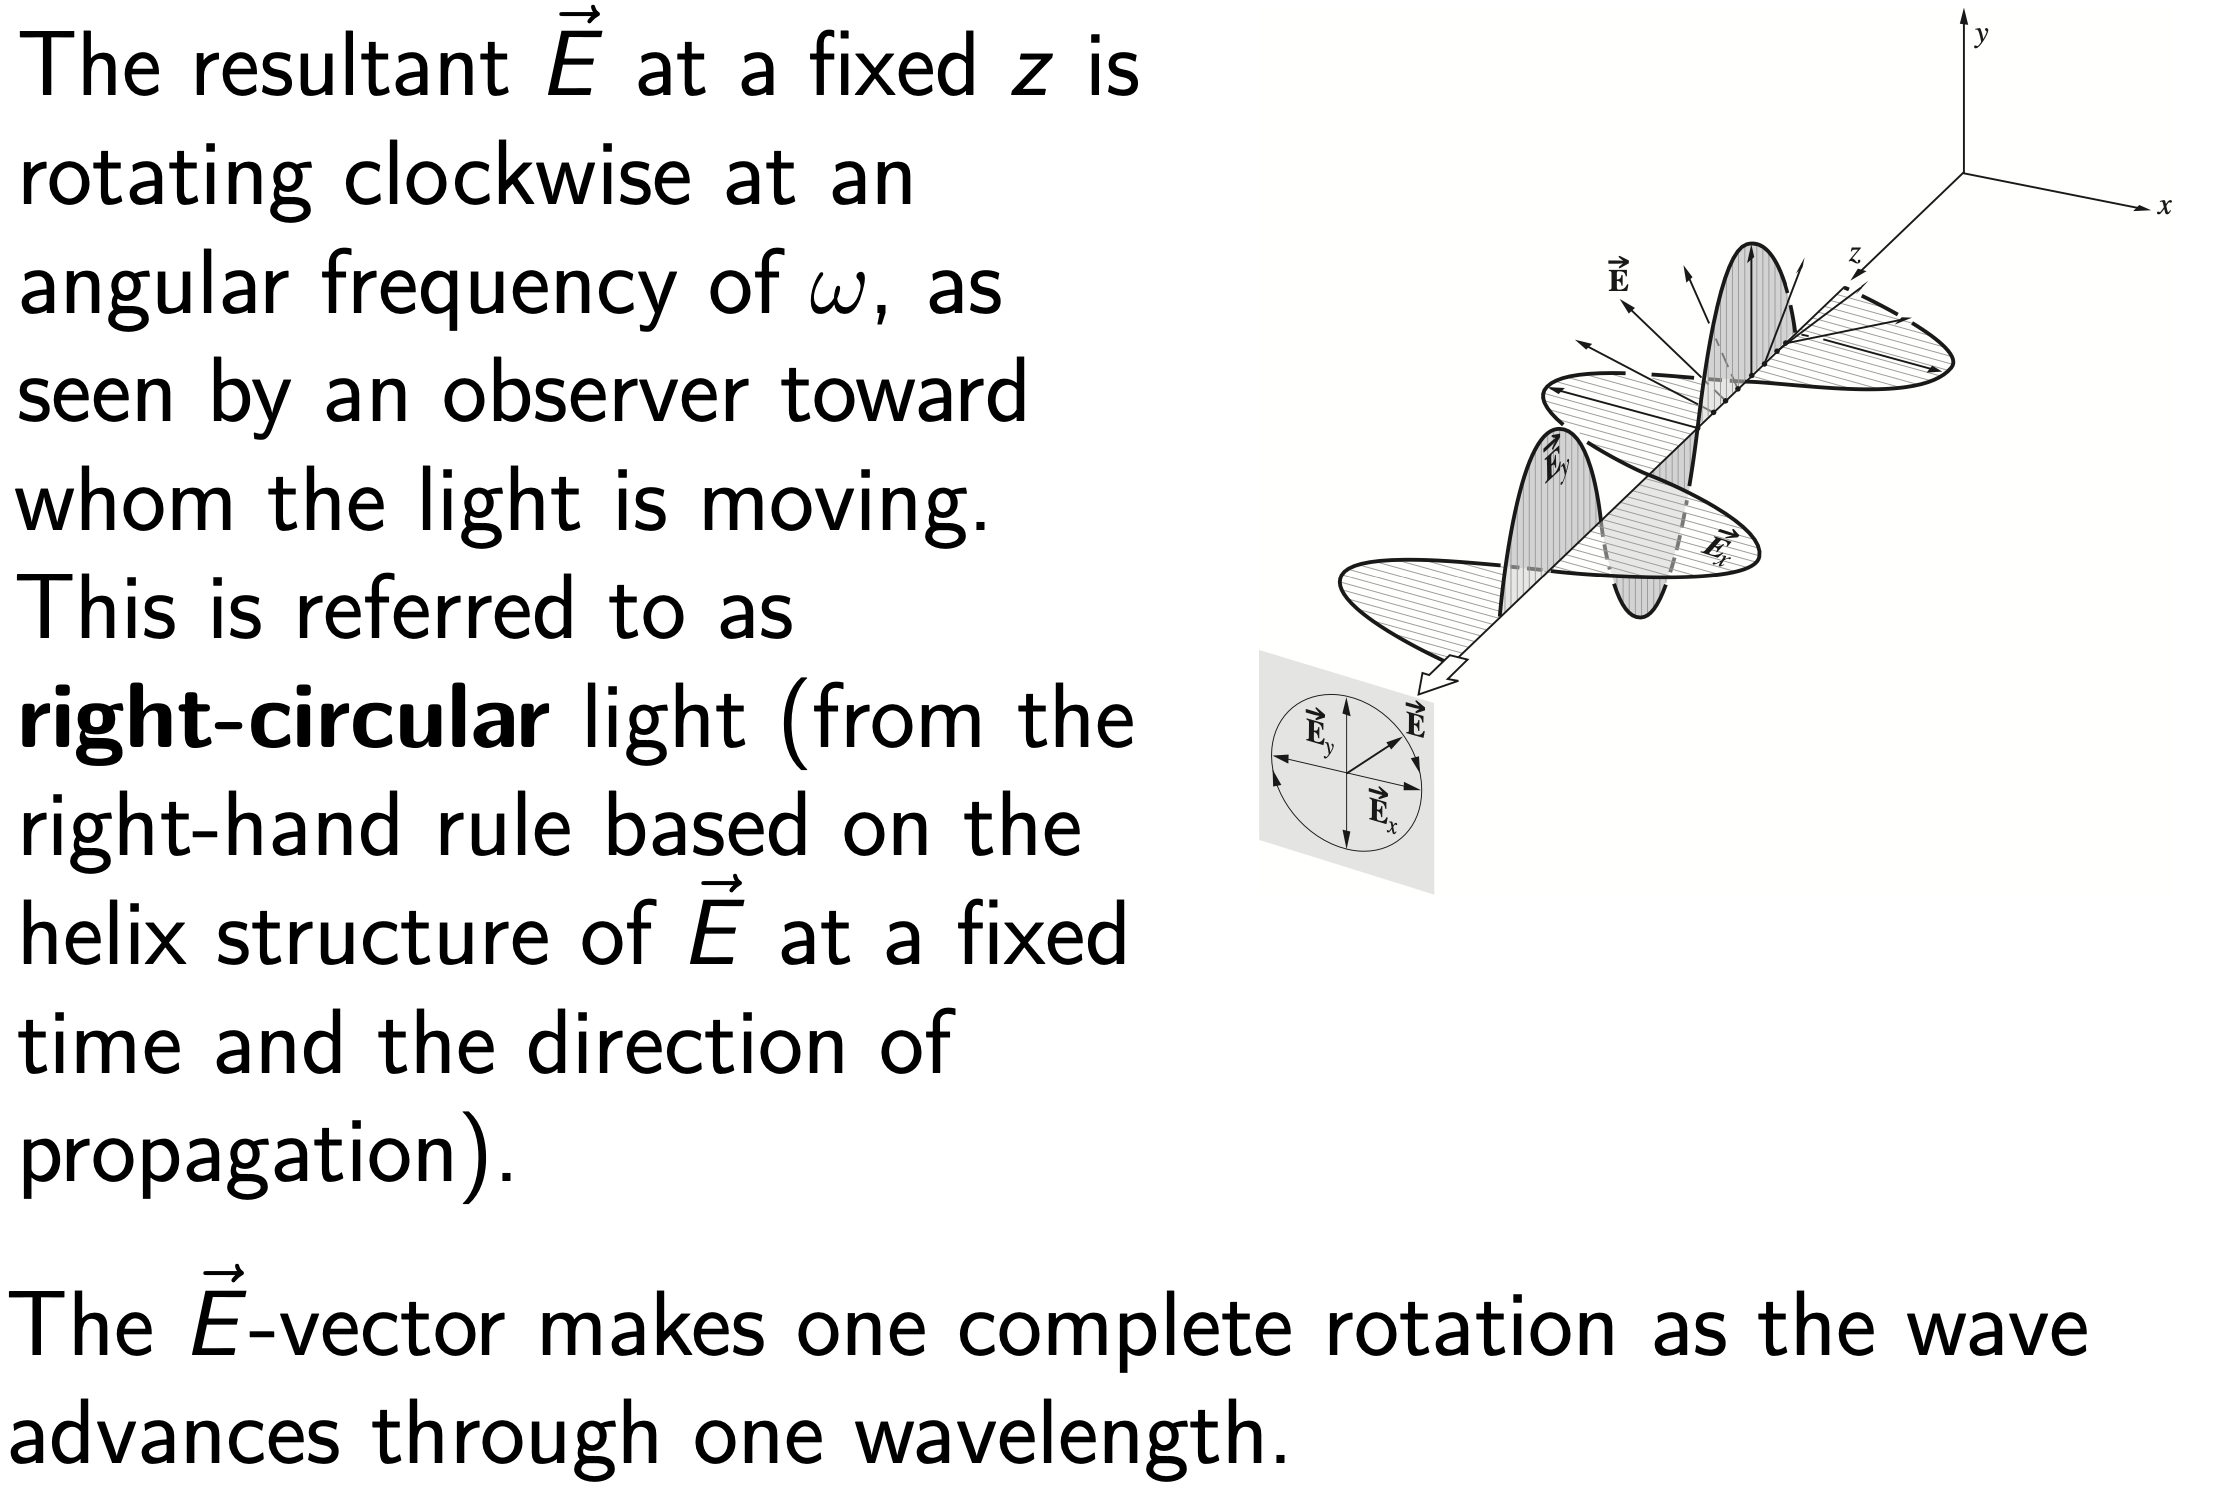 The resultant $\vec{E}$ at a fixed z is
rotating clockwise at an
angular frequency of ω, as
seen by an observer toward
whom the light is moving.
This is referred to as
right-circular light (from the
right-hand rule based on the
helix structure of $\vec{E}$ at a fixed
time and the direction of
propagation).
The $\vec{E}$-vector makes one complete rotation as the wave
advances through one wavelength.
y
x
z
$\vec{E}$
$\vec{E}_y$
$\vec{E}_x$
$\vec{E}$
$\vec{E}_y$
$\vec{E}_x$